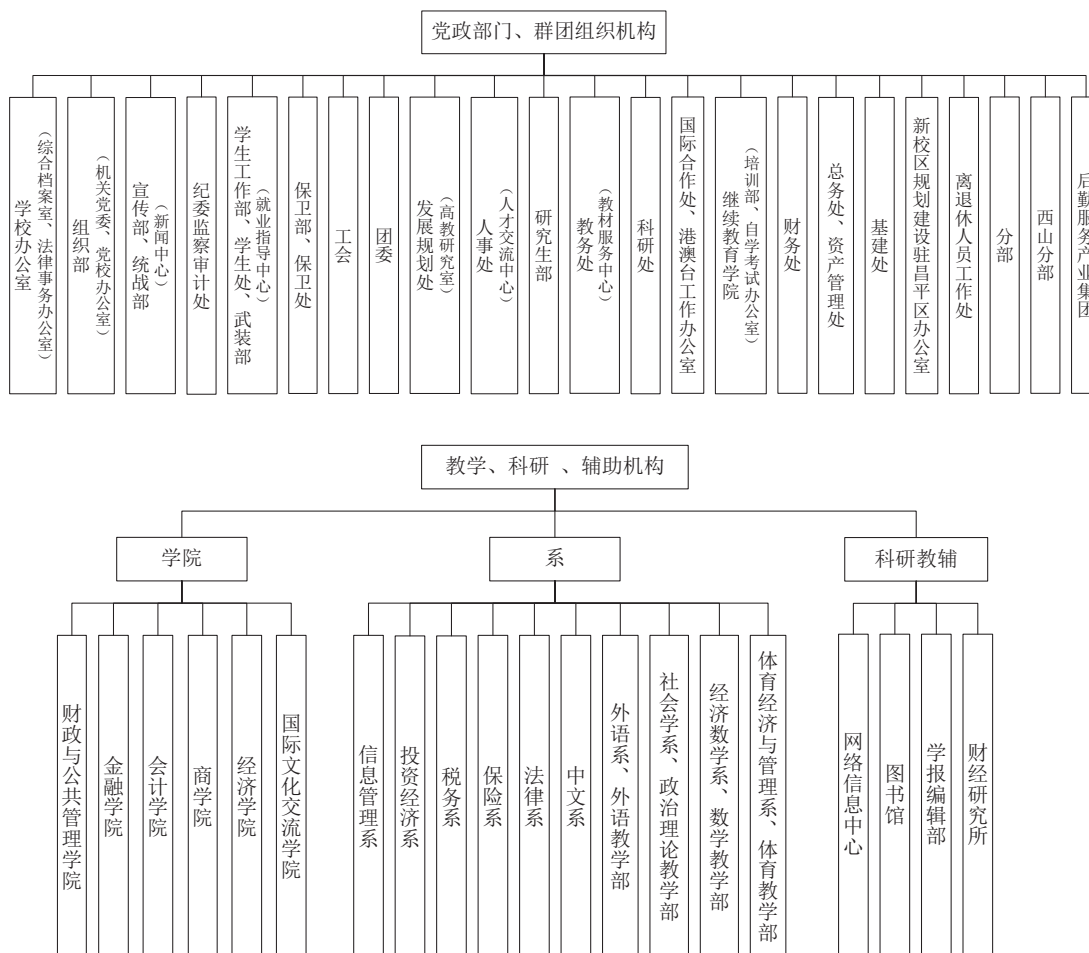 党政部门、群团组织机构
学校办公室
（综合档案室、法律事务办公室）
组织部
（机关党委、党校办公室）
宣传部、统战部
（新闻中心）
纪委监察审计处
学生工作部、学生处、武装部
（就业指导中心）
保卫部、保卫处
工会
团委
发展规划处
（高教研究室）
人事处
（人才交流中心）
研究生部
教务处
（教材服务中心）
科研处
国际合作处、港澳台工作办公室
继续教育学院
（培训部、自学考试办公室）
财务处
总务处、资产管理处
基建处
新校区规划建设驻昌平区办公室
离退休人员工作处
分部
西山分部
后勤服务产业集团
教学、科研 、辅助机构
学院
系
科研教辅
财政与公共管理学院
金融学院
会计学院
商学院
经济学院
国际文化交流学院
信息管理系
投资经济系
税务系
保险系
法律系
中文系
外语系、外语教学部
社会学系、政治理论教学部
经济数学系、数学教学部
体育经济与管理系、体育教学部
网络信息中心
图书馆
学报编辑部
财经研究所